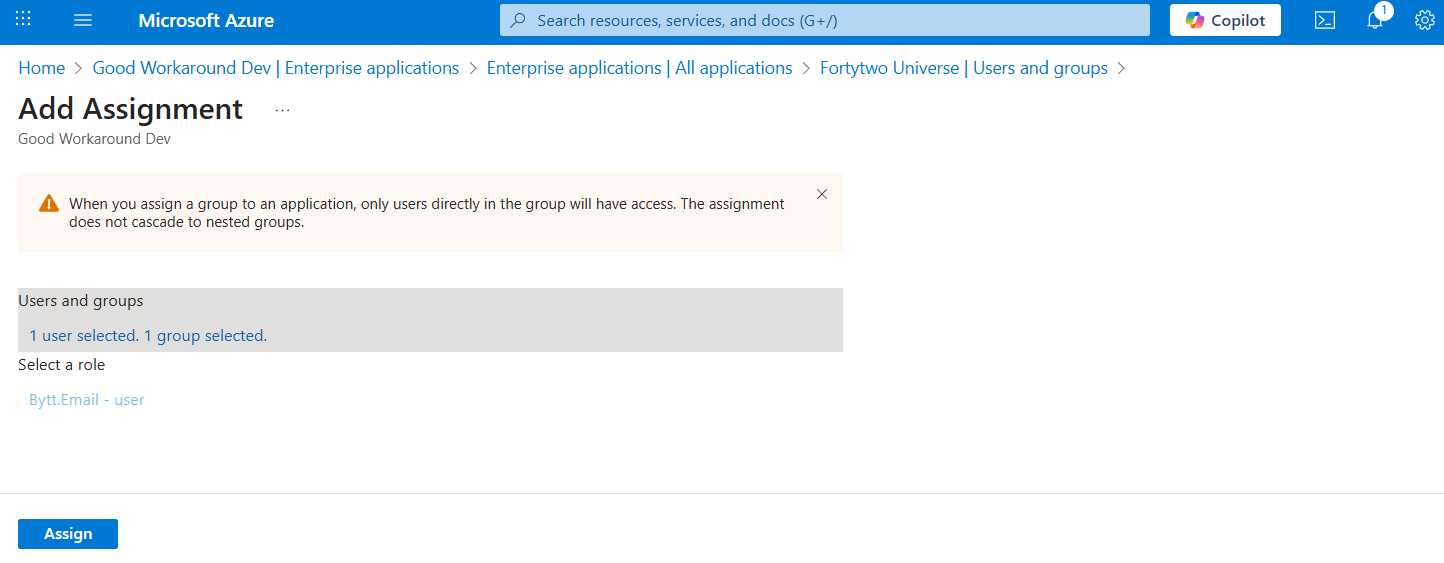 Microsoft Azure
Search resources, services, and docs (G+/)
Copilot
1
Home > Good Workaround Dev | Enterprise applications > Enterprise applications | All applications > Fortytwo Universe | Users and groups >
Add Assignment ...
Good Workaround Dev
When you assign a group to an application, only users directly in the group will have access. The assignment
does not cascade to nested groups.
Users and groups
1 user selected. 1 group selected.
Select a role
Bytt.Email - user
Assign